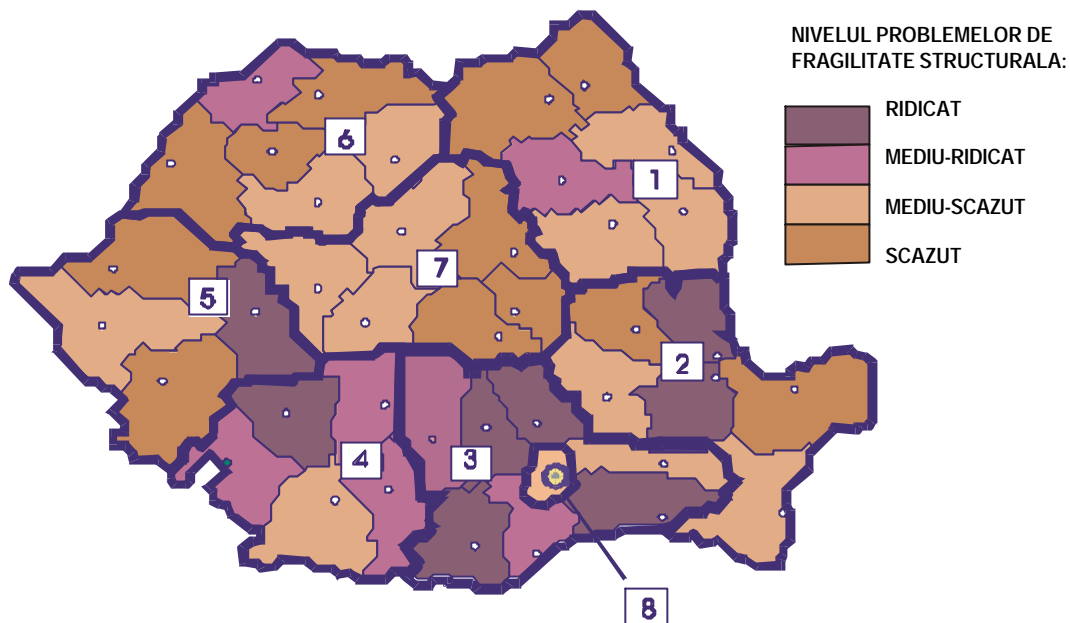 NIVELUL PROBLEMELOR DE
FRAGILITATE STRUCTURALA:
RIDICAT
MEDIU-RIDICAT
MEDIU-SCAZUT
SCAZUT
6
1
7
5
2
4
3
8